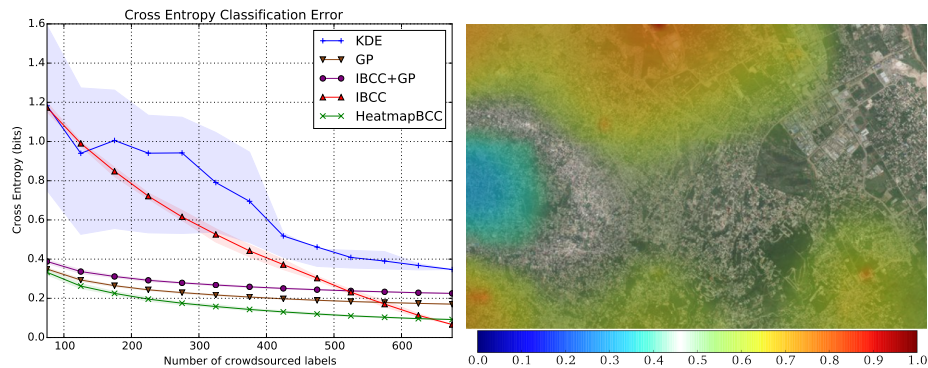 Cross Entropy Classification Error
Cross Entropy (bits)
1.6
1.4
1.2
1.0
0.8
0.6
0.4
0.2
0.0
KDE
GP
IBCC+GP
IBCC
HeatmapBCC
100 200 300 400 500 600
Number of crowdsourced labels
0.0 0.1 0.2 0.3 0.4 0.5 0.6 0.7 0.8 0.9 1.0